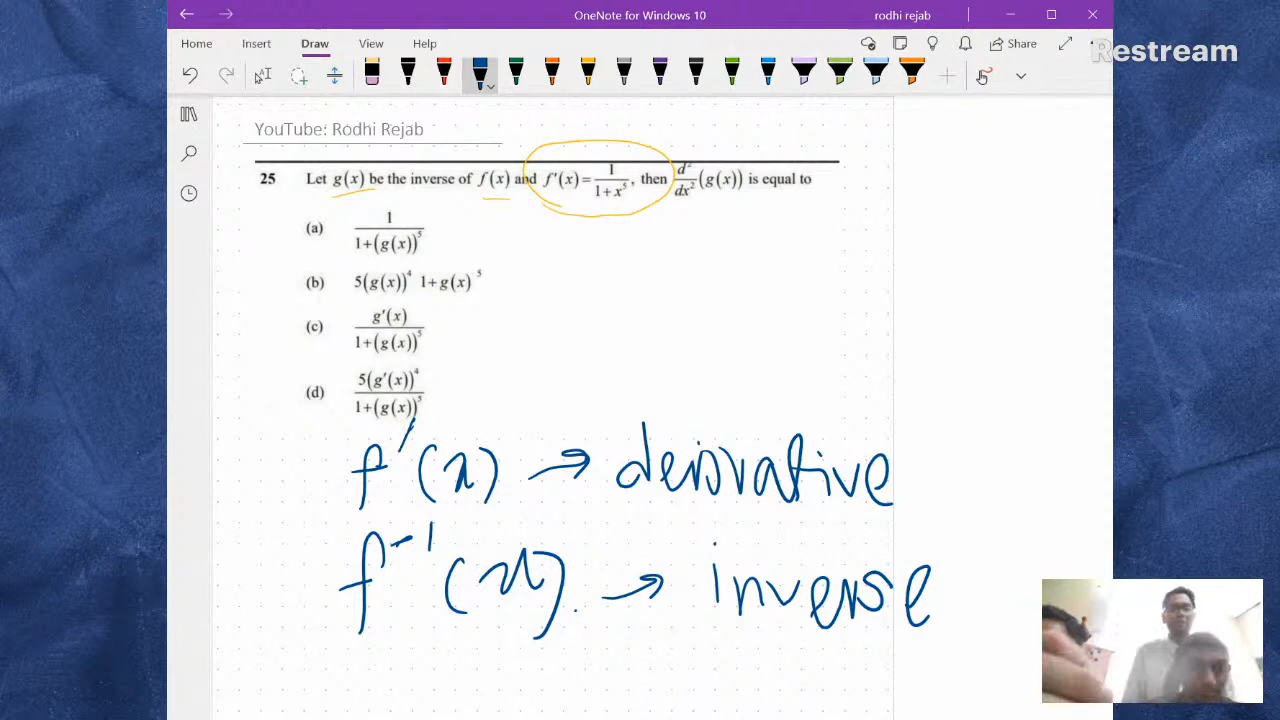 OneNote for Windows 10
rodhi rejab
Home Insert Draw View Help
Share
Restream
YouTube: Rodhi Rejab
25 Let g(x) be the inverse of f(x) and f'(x) = 1/(1+x⁵), then d²/dx² (g(x)) is equal to
(a) 1/(1+(g(x))⁵)
(b) 5(g(x))⁴ 1+g(x) ⁵
(c) g'(x)/(1+(g(x))⁵)
(d) 5(g'(x))⁴/(1+(g(x))⁵)
f'(x) → derivative
f⁻¹(x). → inverse